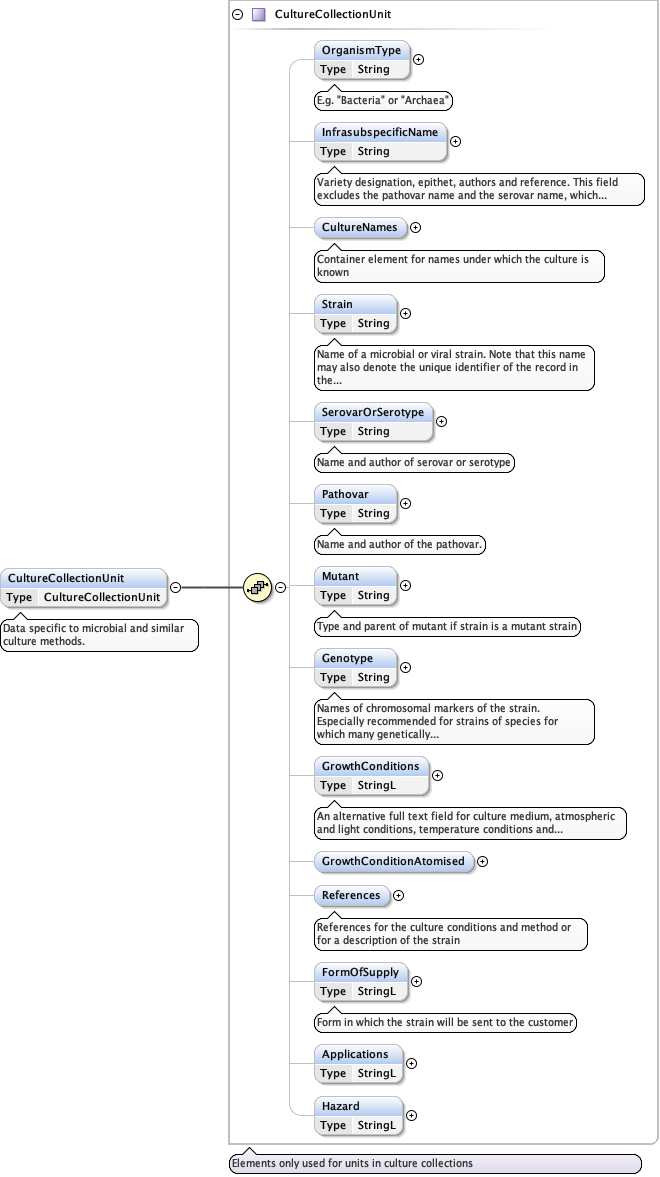 CultureCollectionUnit
OrganismType
Type String
E.g. "Bacteria" or "Archaea"
InfrasubspecificName
Type String
Variety designation, epithet, authors and reference. This field
excludes the pathovar name and the serovar name, which...
CultureNames
Container element for names under which the culture is
known
Strain
Type String
Name of a microbial or viral strain. Note that this name
may also denote the unique identifier of the record in
the...
SerovarOrSerotype
Type String
Name and author of serovar or serotype
Pathovar
Type String
Name and author of the pathovar.
CultureCollectionUnit
Type CultureCollectionUnit
Data specific to microbial and similar
culture methods.
Mutant
Type String
Type and parent of mutant if strain is a mutant strain
Genotype
Type String
Names of chromosomal markers of the strain.
Especially recommended for strains of species for
which many genetically...
GrowthConditions
Type StringL
An alternative full text field for culture medium, atmospheric
and light conditions, temperature conditions and...
GrowthConditionAtomised
References
References for the culture conditions and method or
for a description of the strain
FormOfSupply
Type StringL
Form in which the strain will be sent to the customer
Applications
Type StringL
Hazard
Type StringL
Elements only used for units in culture collections